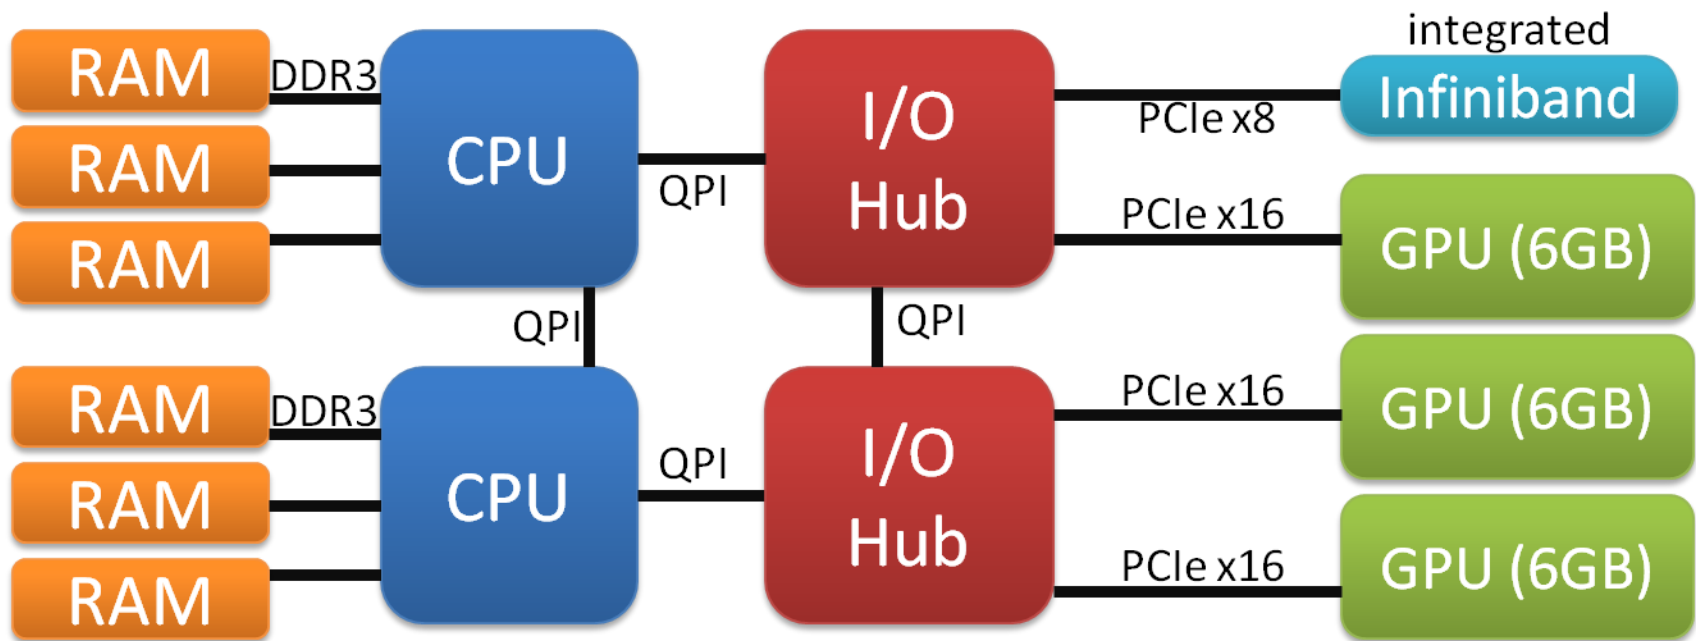 integrated
RAM
DDR3
CPU
QPI
I/O
Hub
PCIe x8
Infiniband
RAM
RAM
PCIe x16
GPU (6GB)
QPI
QPI
RAM
DDR3
CPU
QPI
I/O
Hub
PCIe x16
GPU (6GB)
RAM
RAM
PCIe x16
GPU (6GB)